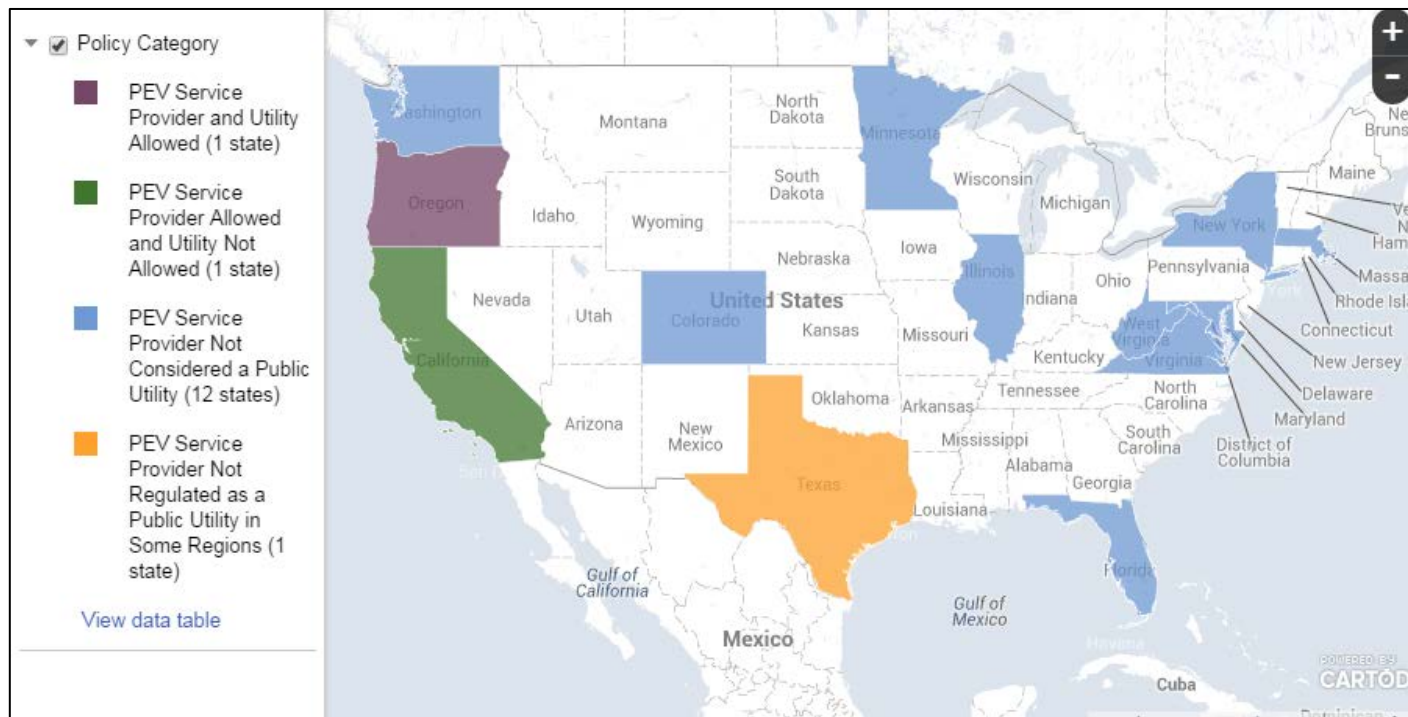 Policy Category
PEV Service
Provider and Utility
Allowed (1 state)
PEV Service
Provider Allowed
and Utility Not
Allowed (1 state)
PEV Service
Provider Not
Considered a Public
Utility (12 states)
PEV Service
Provider Not
Regulated as a
Public Utility in
Some Regions (1
state)
View data table
+
-
Washington
Montana
North
Dakota
Minnesota
Maine
Oregon
Idaho
Wyoming
South
Dakota
Wisconsin
Michigan
New York
Iowa
Nebraska
Illinois
Indiana
Ohio
Pennsylvania
Massa
Rhode Isl
Connecticut
New Jersey
Delaware
Maryland
District of
Columbia
Nevada
Utah
Colorado
United States
Kansas
Missouri
West
Virginia
Virginia
Kentucky
California
Arizona
New
Mexico
Oklahoma
Arkansas
Tennessee
North
Carolina
South
Carolina
Mississippi
Alabama
Georgia
Texas
Louisiana
Florida
Gulf of
California
Gulf of
Mexico
Mexico
Havana
Cuba
POWERED BY
CARTOD